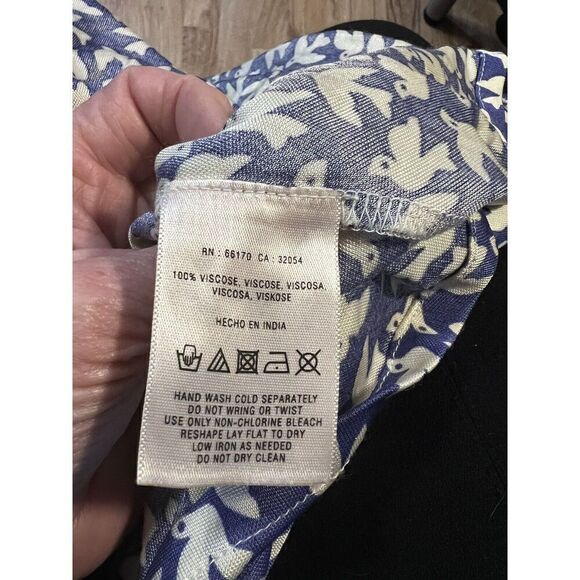 RN : 66170 CA : 32054
100% VISCOSE, VISCOSE, VISCOSA,
VISCOSA, VISKOSE
HECHO EN INDIA
HAND WASH COLD SEPARATELY
DO NOT WRING OR TWIST
USE ONLY NON-CHLORINE BLEACH
RESHAPE LAY FLAT TO DRY
LOW IRON AS NEEDED
DO NOT DRY CLEAN